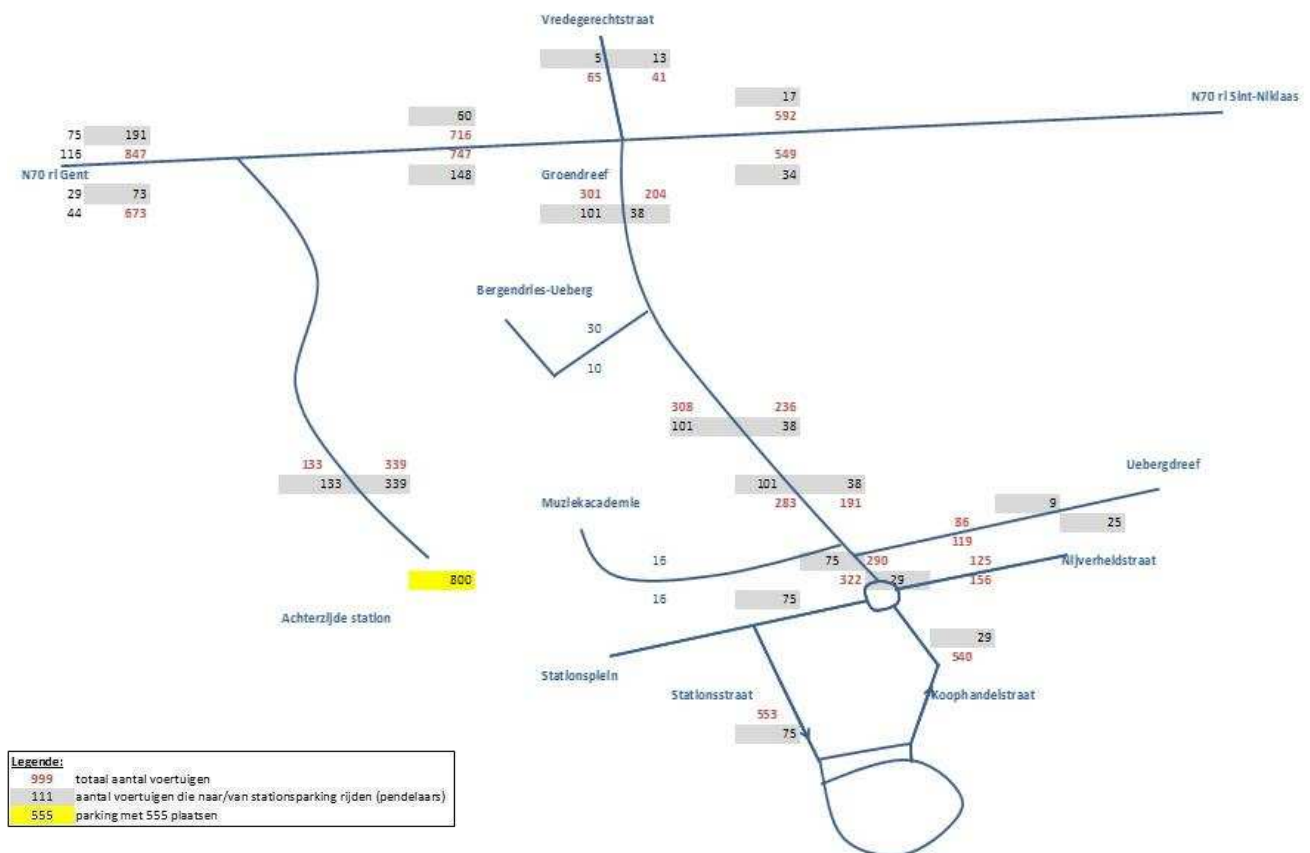 Vredegerechtstraat
5 13
65 41
17
592
N70 ri Sint-Niklaas
60
716
747
148
75 191
116 847
N70 ri Gent
29 73
44 673
549
34
Groendreef
301 204
101 38
Bergendries-Ueberg
30
10
308 236
101 38
133 339
133 339
101 38
283 191
Uebergdreef
Muziekacademie
9
25
86
119
16
16
75 290
322 29
125
156
Nijverheidstraat
800
75
Achterzijde station
29
540
Stationsplein
Stationsstraat
Koophandelstraat
553
75
Legende:
999 totaal aantal voertuigen
111 aantal voertuigen die naar/van stationsparking rijden (pendelaars)
555 parking met 555 plaatsen